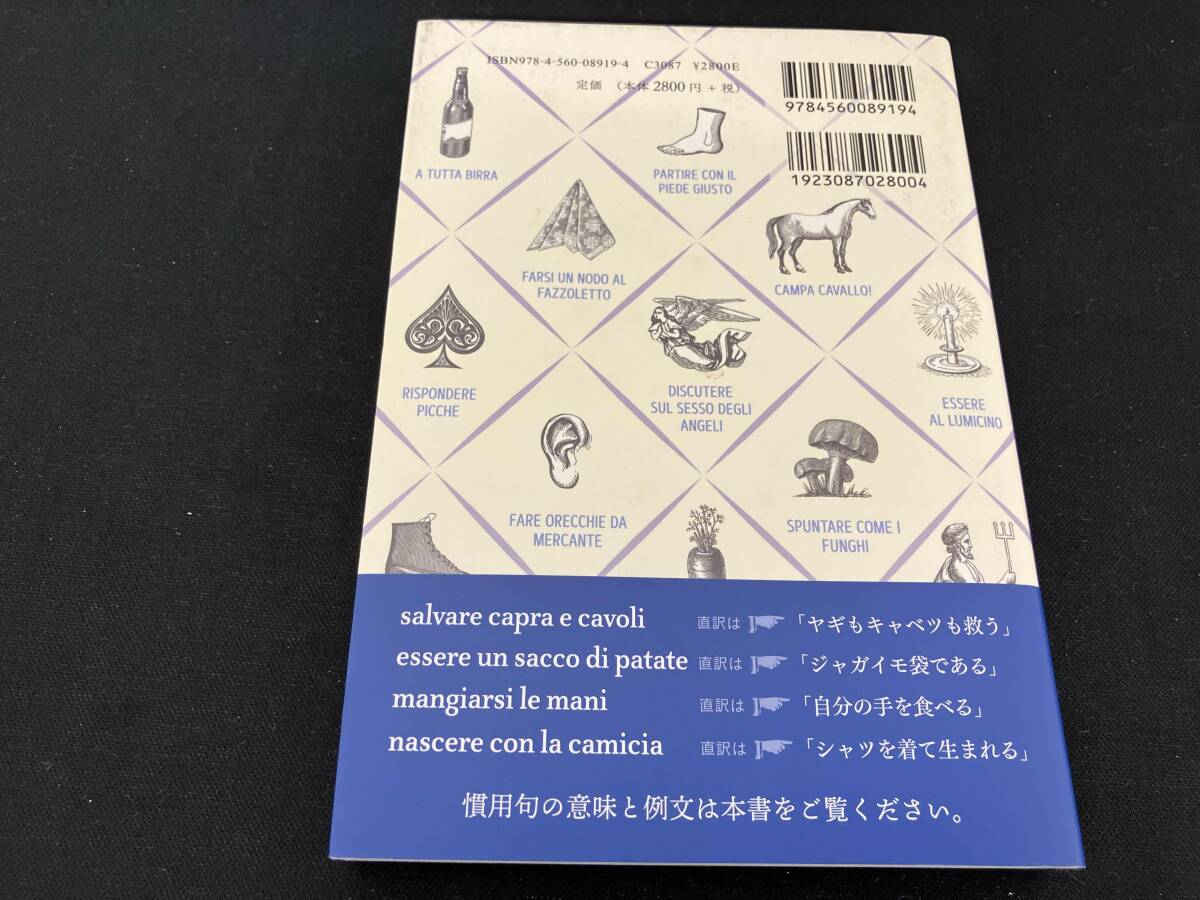 ISBN978-4-560-08919-4 C3087 ¥2800E
定価 (本体2800円+税)
9784560089194
1923087028004
A TUTTA BIRRA
PARTIRE CON IL
PIEDE GIUSTO
FARSI UN NODO AL
FAZZOLETTO
CAMPA CAVALLO!
RISPONDERE
PICCHE
DISCUTERE
SUL SESSO DEGLI
ANGELI
ESSERE
AL LUMICINO
FARE ORECCHIE DA
MERCANTE
SPUNTARE COME I
FUNGHI
salvare capra e cavoli 直訳は 「ヤギもキャベツも救う」
essere un sacco di patate 直訳は 「ジャガイモ袋である」
mangiarsi le mani 直訳は 「自分の手を食べる」
nascere con la camicia 直訳は 「シャツを着て生まれる」
慣用句の意味と例文は本書をご覧ください。